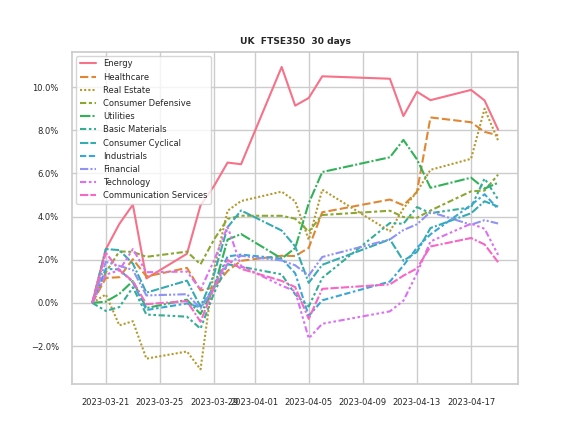 UK FTSE350 30 days
Energy
Healthcare
Real Estate
Consumer Defensive
Utilities
Basic Materials
Consumer Cyclical
Industrials
Financial
Technology
Communication Services
10.0%
8.0%
6.0%
4.0%
2.0%
0.0%
−2.0%
2023-03-21 2023-03-25 2023-03-29 2023-04-01 2023-04-05 2023-04-09 2023-04-13 2023-04-17